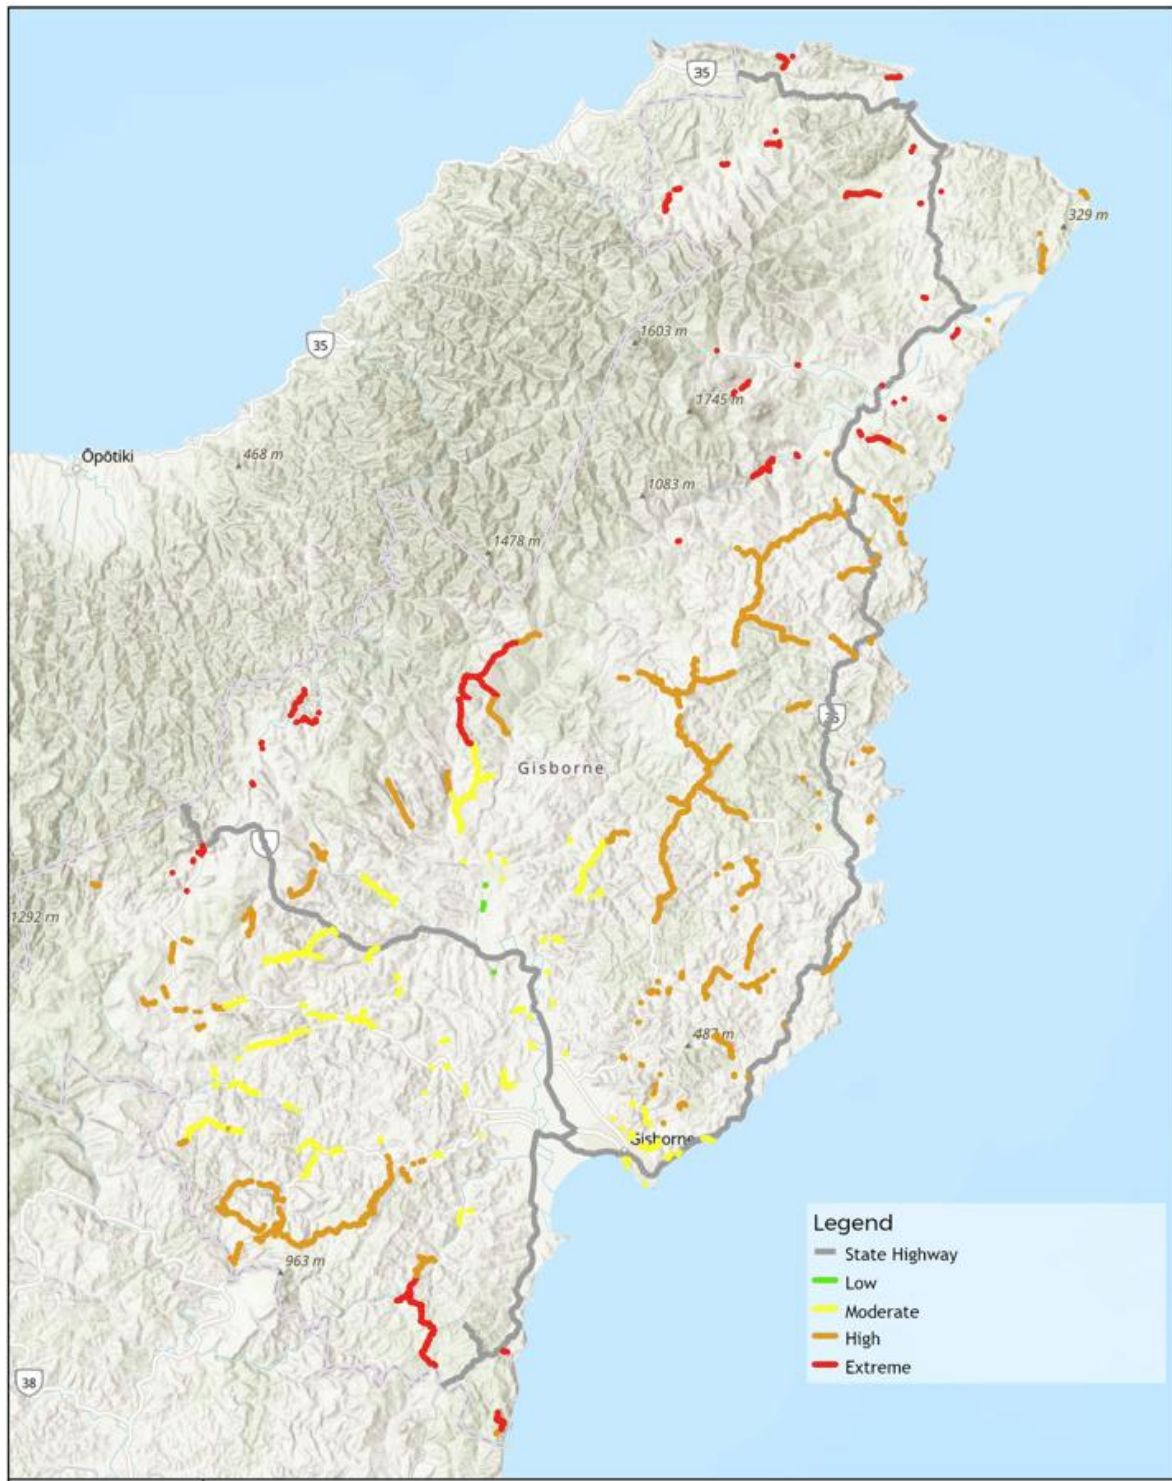 35
329 m
35
1603 m
1745 m
Ōpōtiki
468 m
1083 m
1478 m
35
Gisborne
1292 m
487 m
Gisborne
963 m
38
Legend
State Highway
Low
Moderate
High
Extreme